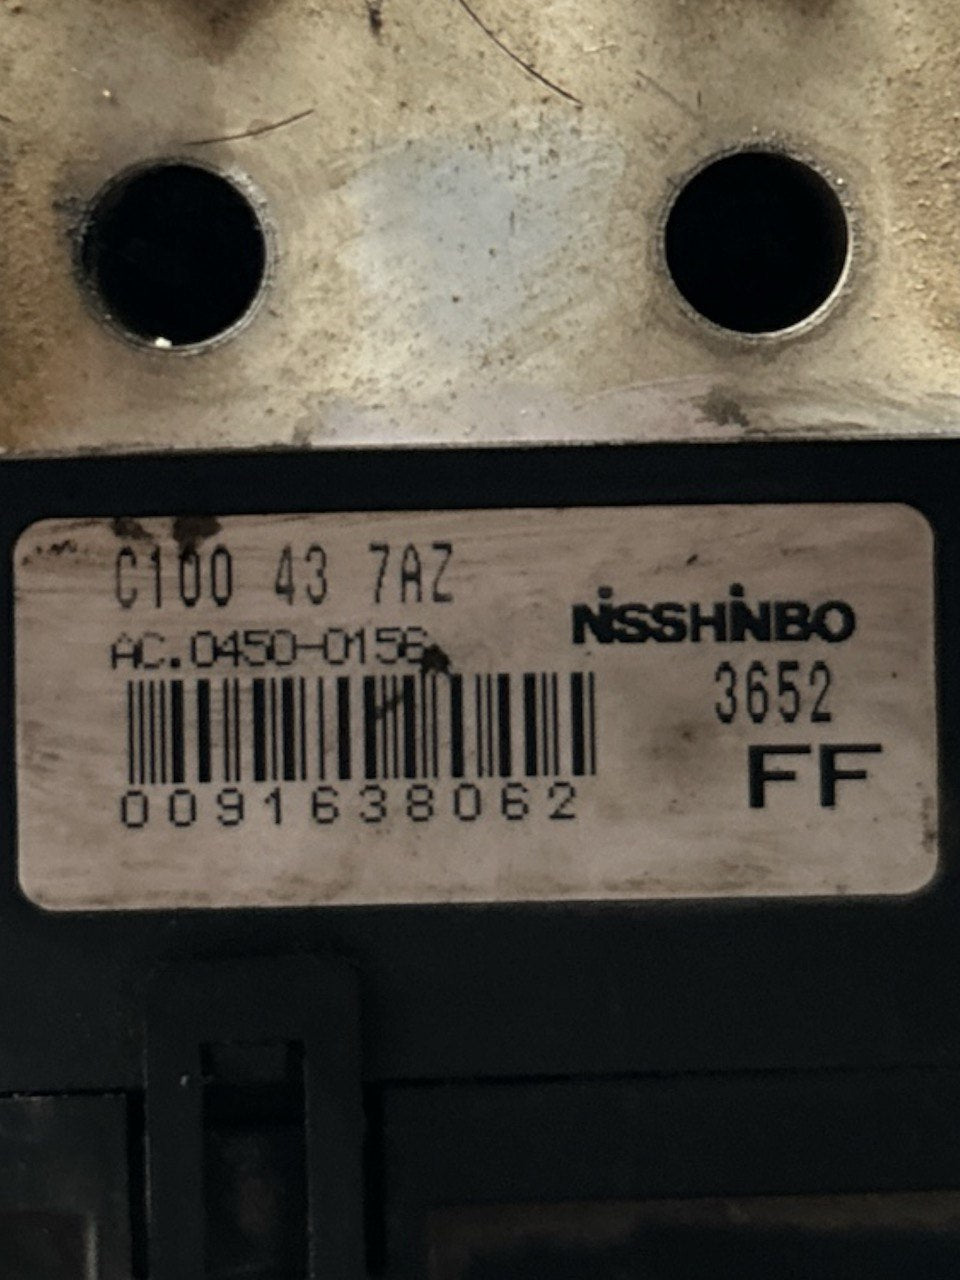 C100 43 7AZ
AC.0450-0156
NiSSHiNBO
3652
FF
0091638062